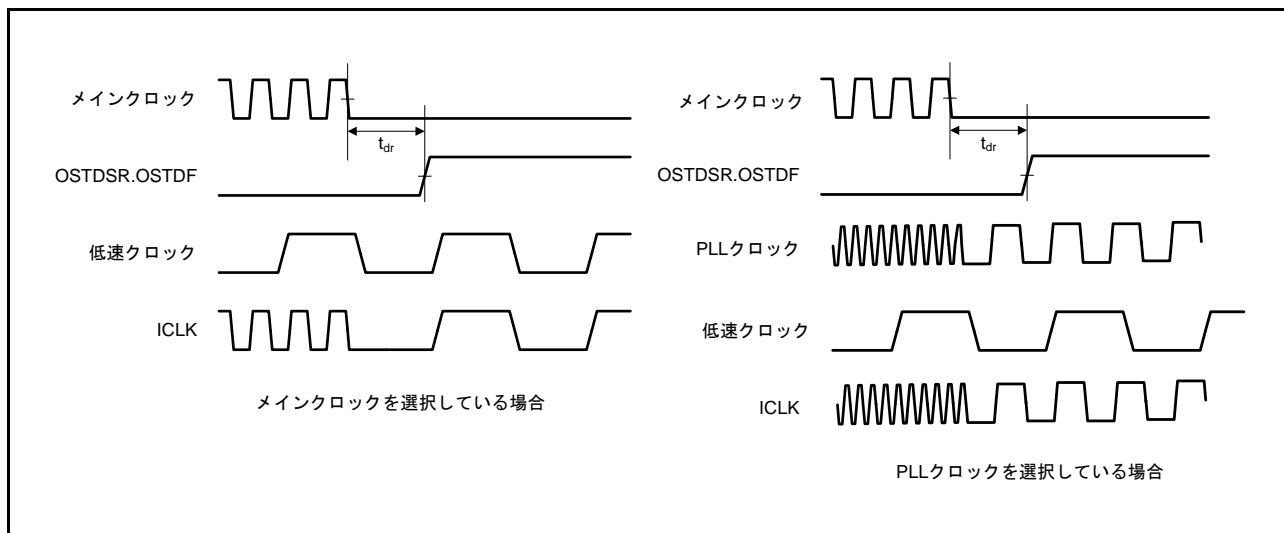 メインクロック
t_dr
OSTDSR.OSTDF
低速クロック
ICLK
メインクロックを選択している場合
メインクロック
t_dr
OSTDSR.OSTDF
PLLクロック
低速クロック
ICLK
PLLクロックを選択している場合